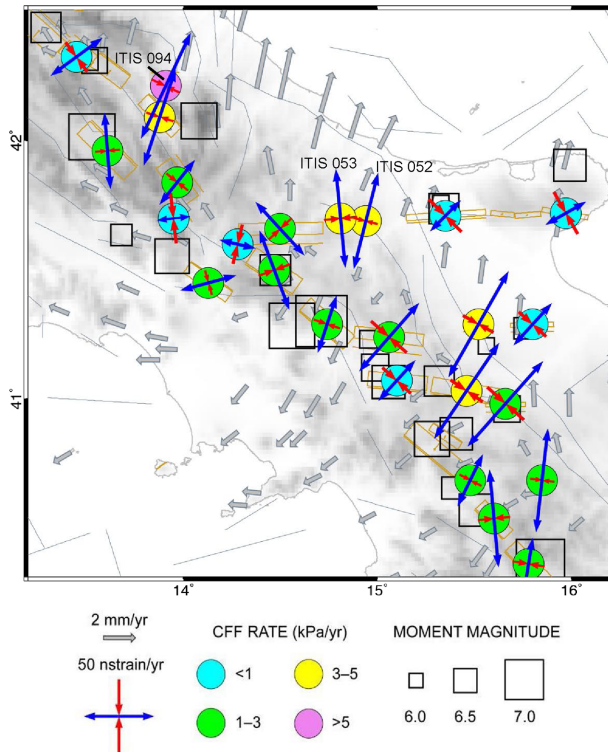 ITIS 094
42°
ITIS 053
ITIS 052
41°
14°
15°
16°
2 mm/yr
CFF RATE (kPa/yr)
MOMENT MAGNITUDE
50 nstrain/yr
<1
3–5
1–3
>5
6.0
6.5
7.0